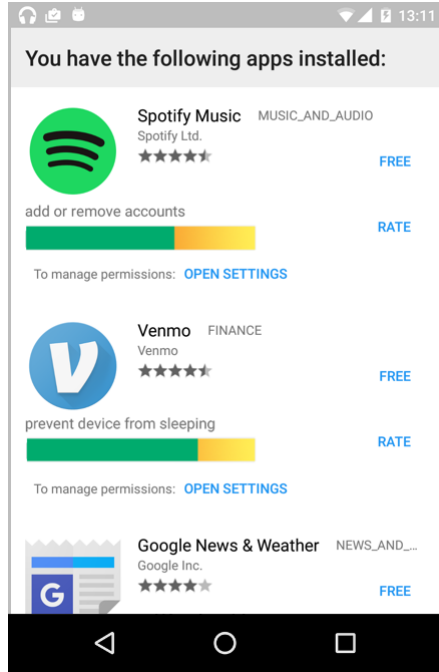 13:11
You have the following apps installed:
Spotify Music MUSIC_AND_AUDIO
Spotify Ltd.
FREE
add or remove accounts
RATE
To manage permissions: OPEN SETTINGS
Venmo FINANCE
Venmo
FREE
prevent device from sleeping
RATE
To manage permissions: OPEN SETTINGS
Google News & Weather NEWS_AND_...
Google Inc.
G
FREE